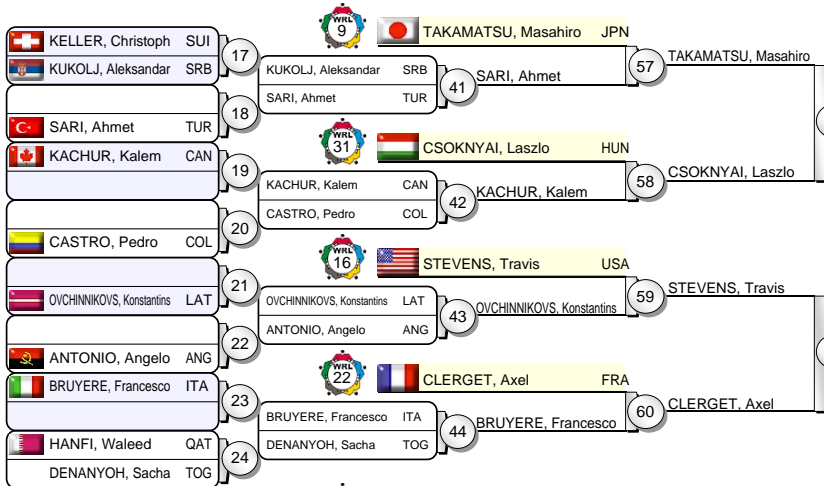 KELLER, Christoph SUI
KUKOLJ, Aleksandar SRB
17
SARI, Ahmet TUR
18
KACHUR, Kalem CAN
19
CASTRO, Pedro COL
20
OVCHINNIKOVS, Konstantins LAT
21
ANTONIO, Angelo ANG
22
BRUYERE, Francesco ITA
23
HANFI, Waleed QAT
DENANYOH, Sacha TOG
24
KUKOLJ, Aleksandar SRB
SARI, Ahmet TUR
41
KACHUR, Kalem CAN
CASTRO, Pedro COL
42
OVCHINNIKOVS, Konstantins LAT
ANTONIO, Angelo ANG
43
BRUYERE, Francesco ITA
DENANYOH, Sacha TOG
44
WRL
9
TAKAMATSU, Masahiro JPN
SARI, Ahmet
57
WRL
31
CSOKNYAI, Laszlo HUN
KACHUR, Kalem
58
WRL
16
STEVENS, Travis USA
OVCHINNIKOVS, Konstantins
59
WRL
22
CLERGET, Axel FRA
BRUYERE, Francesco
60
TAKAMATSU, Masahiro
CSOKNYAI, Laszlo
STEVENS, Travis
CLERGET, Axel